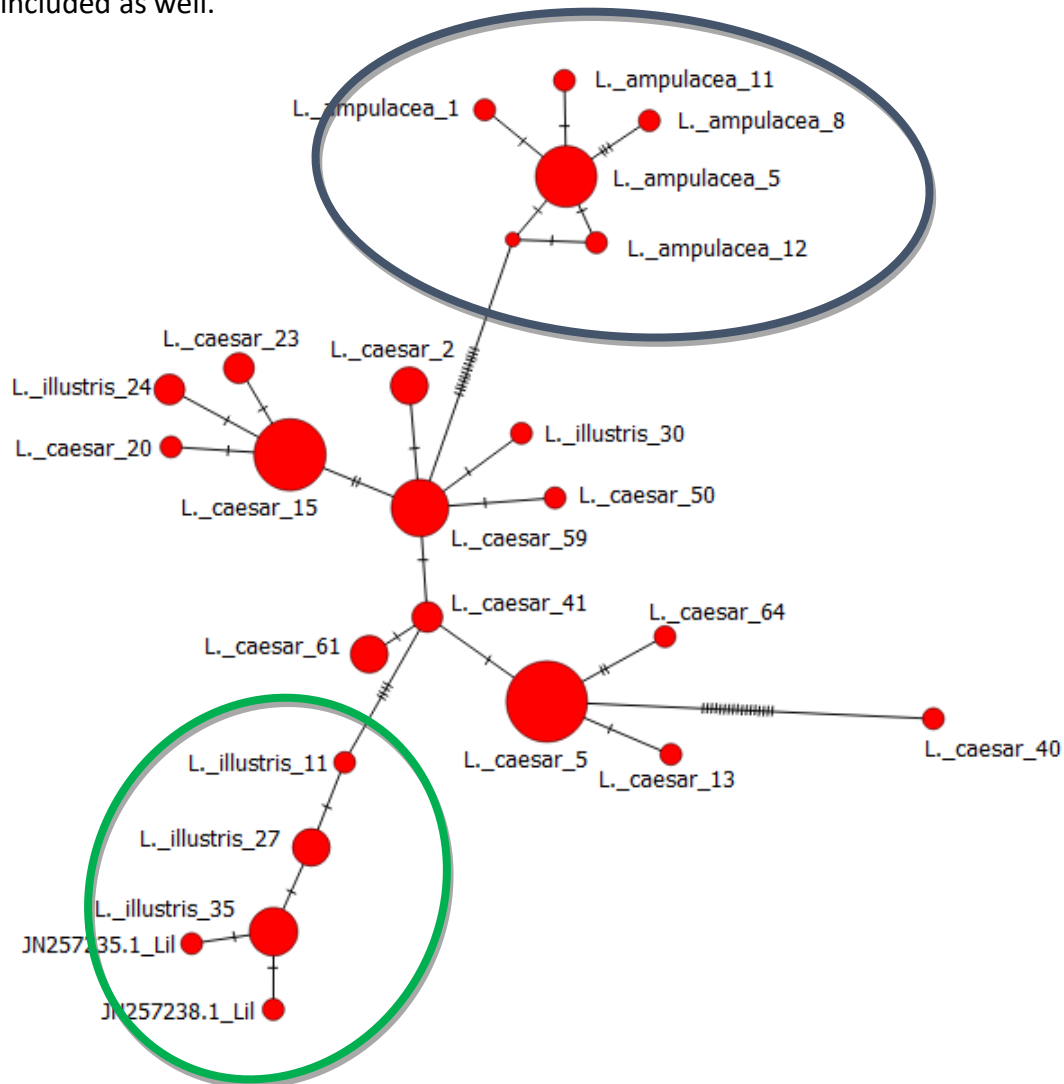 included as well.
L._ampulacea_11
L._ampulacea_1
L._ampulacea_8
L._ampulacea_5
L._ampulacea_12
L._caesar_23
L._caesar_2
L._illustris_24
L._illustris_30
L._caesar_20
L._caesar_50
L._caesar_15
L._caesar_59
L._caesar_41
L._caesar_64
L._caesar_61
L._caesar_40
L._caesar_5
L._caesar_13
L._illustris_11
L._illustris_27
L._illustris_35
JN257235.1_Lil
JN257238.1_Lil